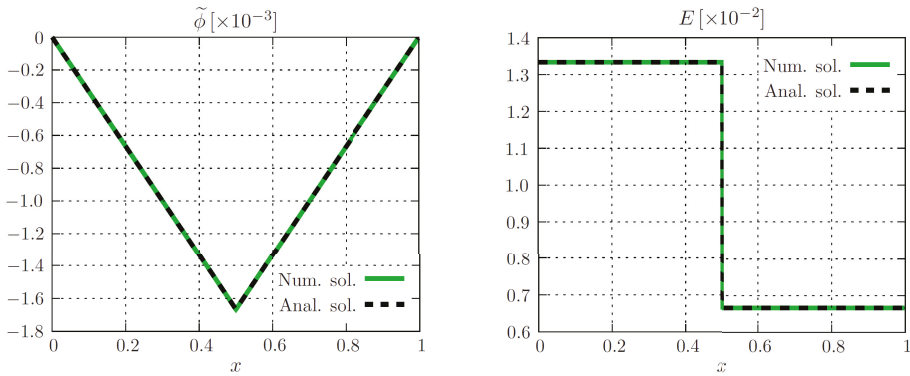 ϕ̃ [×10⁻³]
0
−0.2
−0.4
−0.6
−0.8
−1.0
−1.2
−1.4
−1.6
−1.8
0 0.2 0.4 0.6 0.8 1
x
Num. sol.
Anal. sol.
E [×10⁻²]
1.4
1.3
1.2
1.1
1.0
0.9
0.8
0.7
0.6
0 0.2 0.4 0.6 0.8 1
x
Num. sol.
Anal. sol.